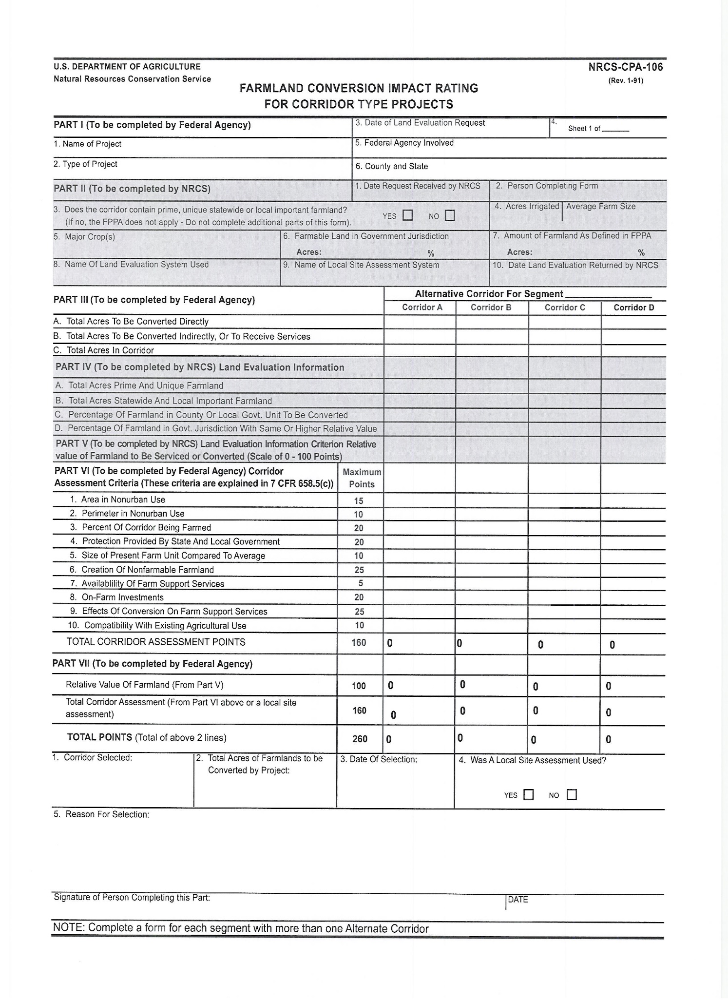 U.S. DEPARTMENT OF AGRICULTURE
Natural Resources Conservation Service
NRCS-CPA-106
(Rev. 1-91)
FARMLAND CONVERSION IMPACT RATING
FOR CORRIDOR TYPE PROJECTS
PART I (To be completed by Federal Agency)
3. Date of Land Evaluation Request
4.
Sheet 1 of
1. Name of Project
5. Federal Agency Involved
2. Type of Project
6. County and State
PART II (To be completed by NRCS)
1. Date Request Received by NRCS
2. Person Completing Form
3. Does the corridor contain prime, unique statewide or local important farmland?
(If no, the FPPA does not apply - Do not complete additional parts of this form).
YES NO
4. Acres Irrigated Average Farm Size
5. Major Crop(s)
6. Farmable Land in Government Jurisdiction
Acres: %
7. Amount of Farmland As Defined in FPPA
Acres: %
8. Name Of Land Evaluation System Used
9. Name of Local Site Assessment System
10. Date Land Evaluation Returned by NRCS
PART III (To be completed by Federal Agency)
Alternative Corridor For Segment
Corridor A Corridor B Corridor C Corridor D
A. Total Acres To Be Converted Directly
B. Total Acres To Be Converted Indirectly, Or To Receive Services
C. Total Acres In Corridor
PART IV (To be completed by NRCS) Land Evaluation Information
A. Total Acres Prime And Unique Farmland
B. Total Acres Statewide And Local Important Farmland
C. Percentage Of Farmland in County Or Local Govt. Unit To Be Converted
D. Percentage Of Farmland in Govt. Jurisdiction With Same Or Higher Relative Value
PART V (To be completed by NRCS) Land Evaluation Information Criterion Relative
value of Farmland to Be Serviced or Converted (Scale of 0 - 100 Points)
PART VI (To be completed by Federal Agency) Corridor
Assessment Criteria (These criteria are explained in 7 CFR 658.5(c))
Maximum
Points
1. Area in Nonurban Use 15
2. Perimeter in Nonurban Use 10
3. Percent Of Corridor Being Farmed 20
4. Protection Provided By State And Local Government 20
5. Size of Present Farm Unit Compared To Average 10
6. Creation Of Nonfarmable Farmland 25
7. Availablility Of Farm Support Services 5
8. On-Farm Investments 20
9. Effects Of Conversion On Farm Support Services 25
10. Compatibility With Existing Agricultural Use 10
TOTAL CORRIDOR ASSESSMENT POINTS 160 0 0 0 0
PART VII (To be completed by Federal Agency)
Relative Value Of Farmland (From Part V) 100 0 0 0 0
Total Corridor Assessment (From Part VI above or a local site
assessment) 160 0 0 0 0
TOTAL POINTS (Total of above 2 lines) 260 0 0 0 0
1. Corridor Selected:
2. Total Acres of Farmlands to be
Converted by Project:
3. Date Of Selection:
4. Was A Local Site Assessment Used?
YES NO
5. Reason For Selection:
Signature of Person Completing this Part:
DATE
NOTE: Complete a form for each segment with more than one Alternate Corridor